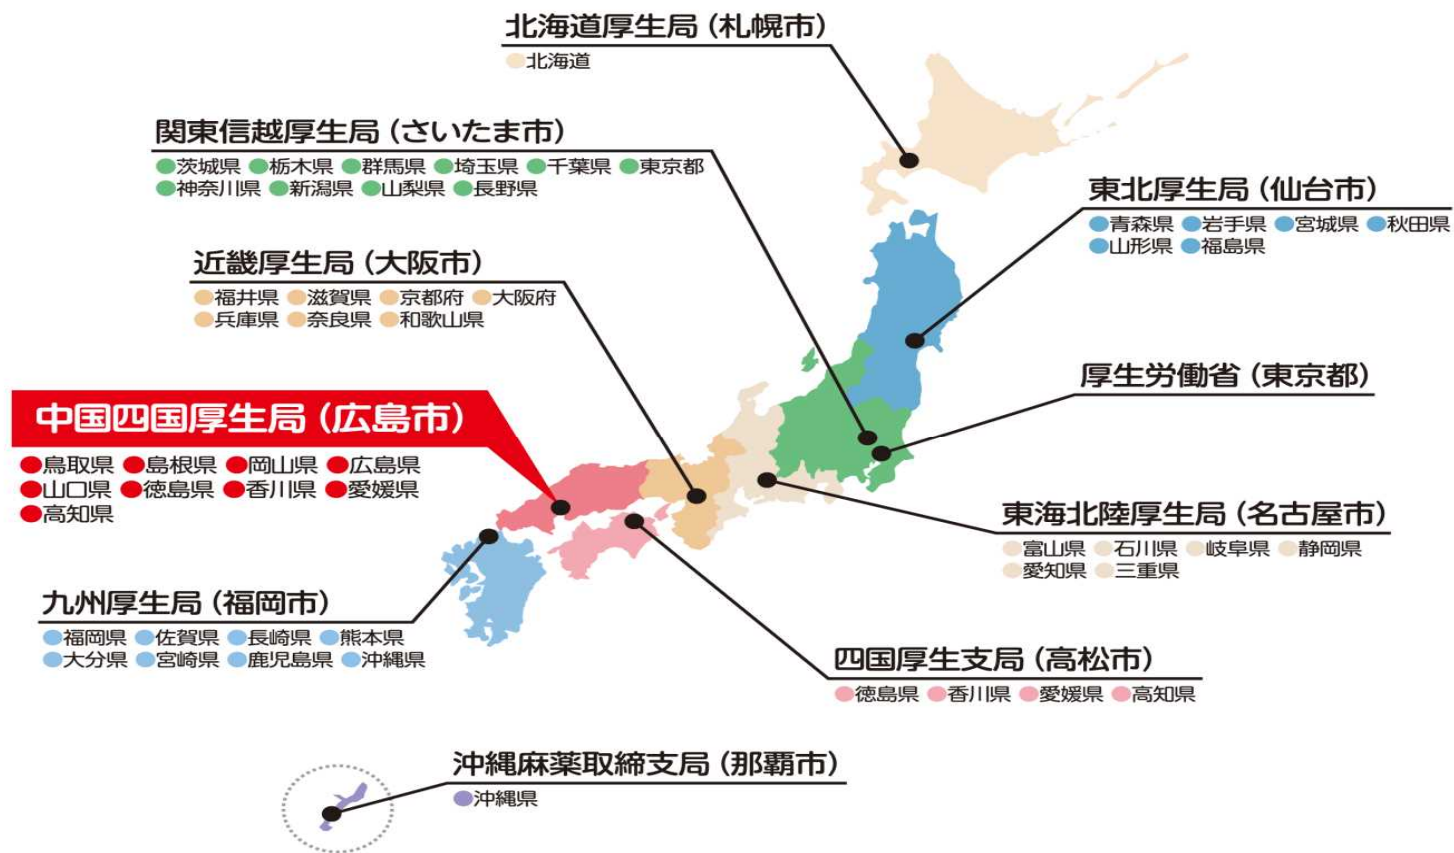 北海道厚生局（札幌市）
北海道
関東信越厚生局（さいたま市）
茨城県 栃木県 群馬県 埼玉県 千葉県 東京都
神奈川県 新潟県 山梨県 長野県
東北厚生局（仙台市）
青森県 岩手県 宮城県 秋田県
山形県 福島県
近畿厚生局（大阪市）
福井県 滋賀県 京都府 大阪府
兵庫県 奈良県 和歌山県
厚生労働省（東京都）
中国四国厚生局（広島市）
鳥取県 島根県 岡山県 広島県
山口県 徳島県 香川県 愛媛県
高知県
東海北陸厚生局（名古屋市）
富山県 石川県 岐阜県 静岡県
愛知県 三重県
九州厚生局（福岡市）
福岡県 佐賀県 長崎県 熊本県
大分県 宮崎県 鹿児島県 沖縄県
四国厚生支局（高松市）
徳島県 香川県 愛媛県 高知県
沖縄麻薬取締支局（那覇市）
沖縄県